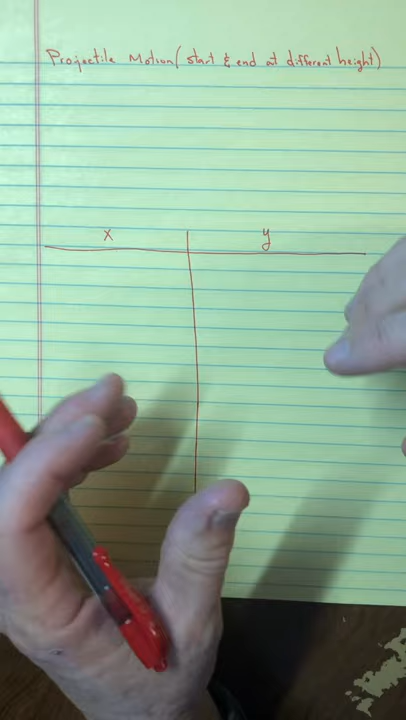 Projectile Motion (start & end at different height)
x y